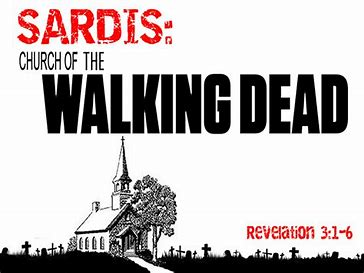 SARDIS:
CHURCH OF THE
WALKING DEAD
Revelation 3:1-6